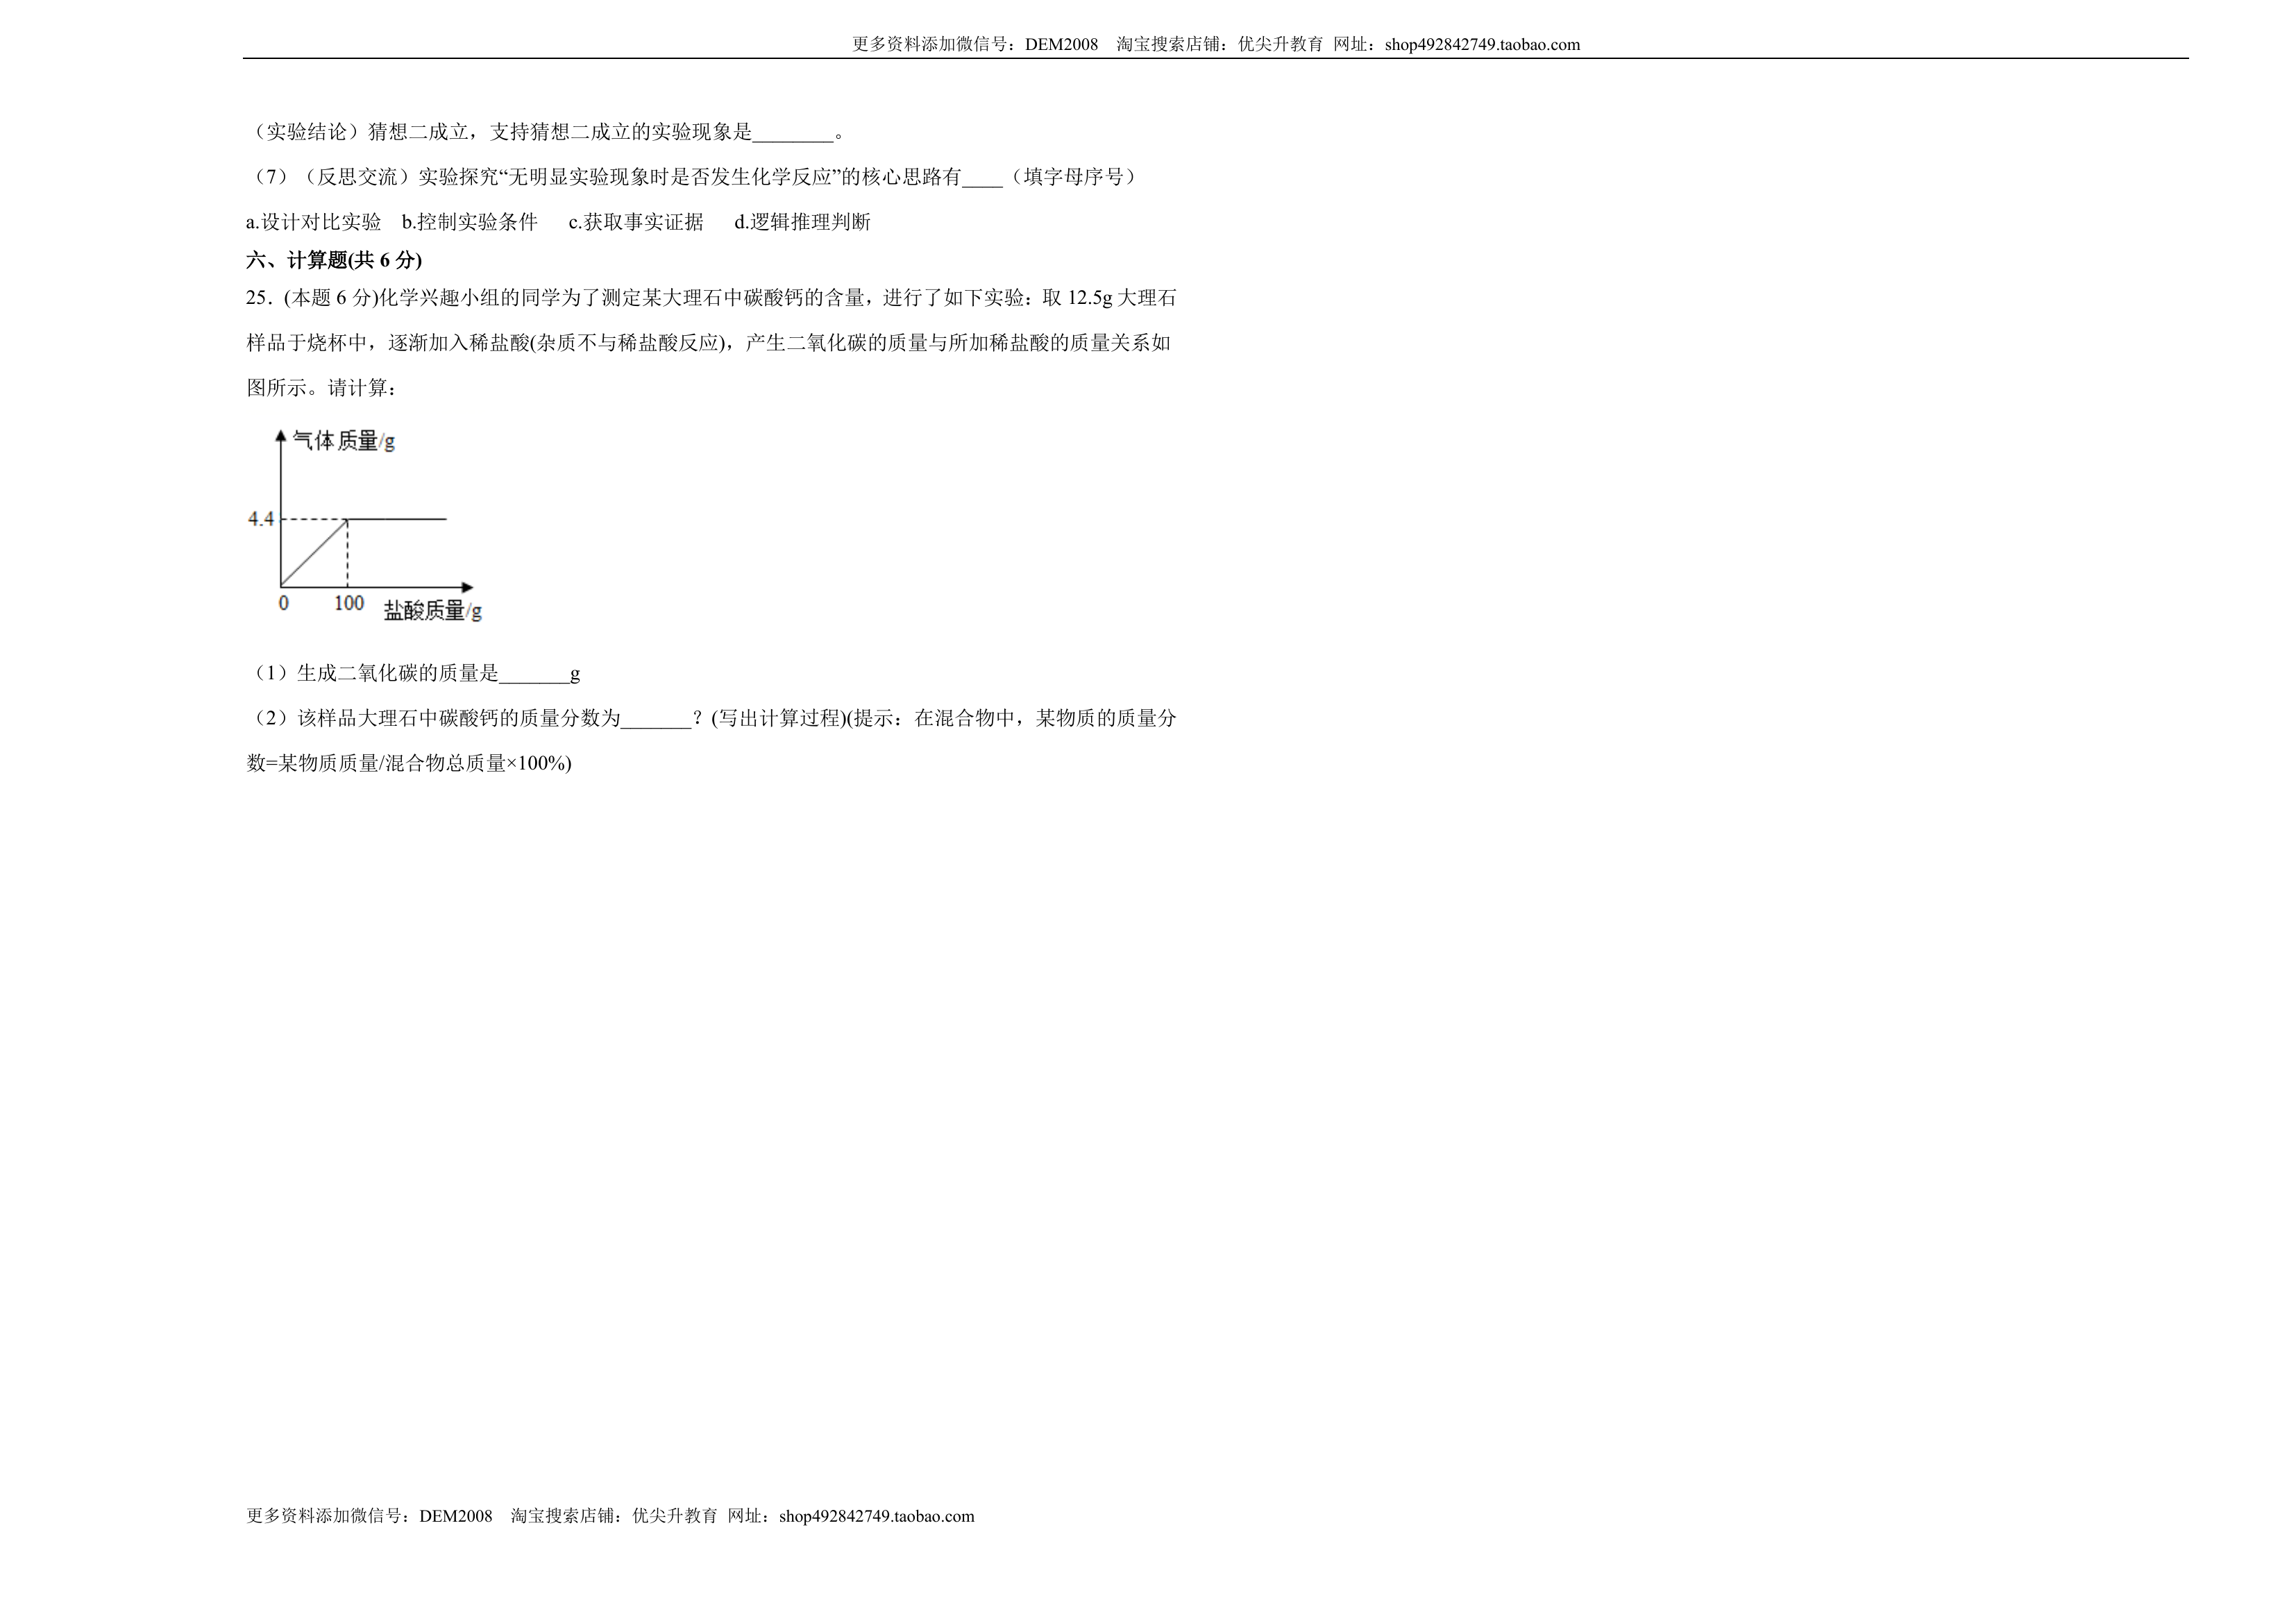 更多资料添加微信号：DEM2008    淘宝搜索店铺：优尖升教育  网址：shop492842749.taobao.com
（实验结论）猜想二成立，支持猜想二成立的实验现象是________。
（7）（反思交流）实验探究“无明显实验现象时是否发生化学反应”的核心思路有____（填字母序号）
a.设计对比实验    b.控制实验条件      c.获取事实证据      d.逻辑推理判断
六、计算题(共 6 分)
25．(本题 6 分)化学兴趣小组的同学为了测定某大理石中碳酸钙的含量，进行了如下实验：取 12.5g 大理石
样品于烧杯中，逐渐加入稀盐酸(杂质不与稀盐酸反应)，产生二氧化碳的质量与所加稀盐酸的质量关系如
图所示。请计算：
气体质量/g
4.4
0    100    盐酸质量/g
（1）生成二氧化碳的质量是_______g
（2）该样品大理石中碳酸钙的质量分数为_______？(写出计算过程)(提示：在混合物中，某物质的质量分
数=某物质质量/混合物总质量×100%)
更多资料添加微信号：DEM2008    淘宝搜索店铺：优尖升教育  网址：shop492842749.taobao.com